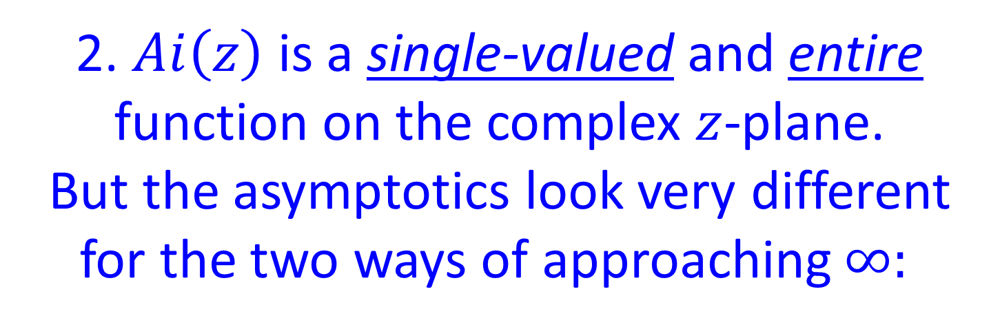 2. Ai(z) is a single-valued and entire
function on the complex z-plane.
But the asymptotics look very different
for the two ways of approaching ∞: